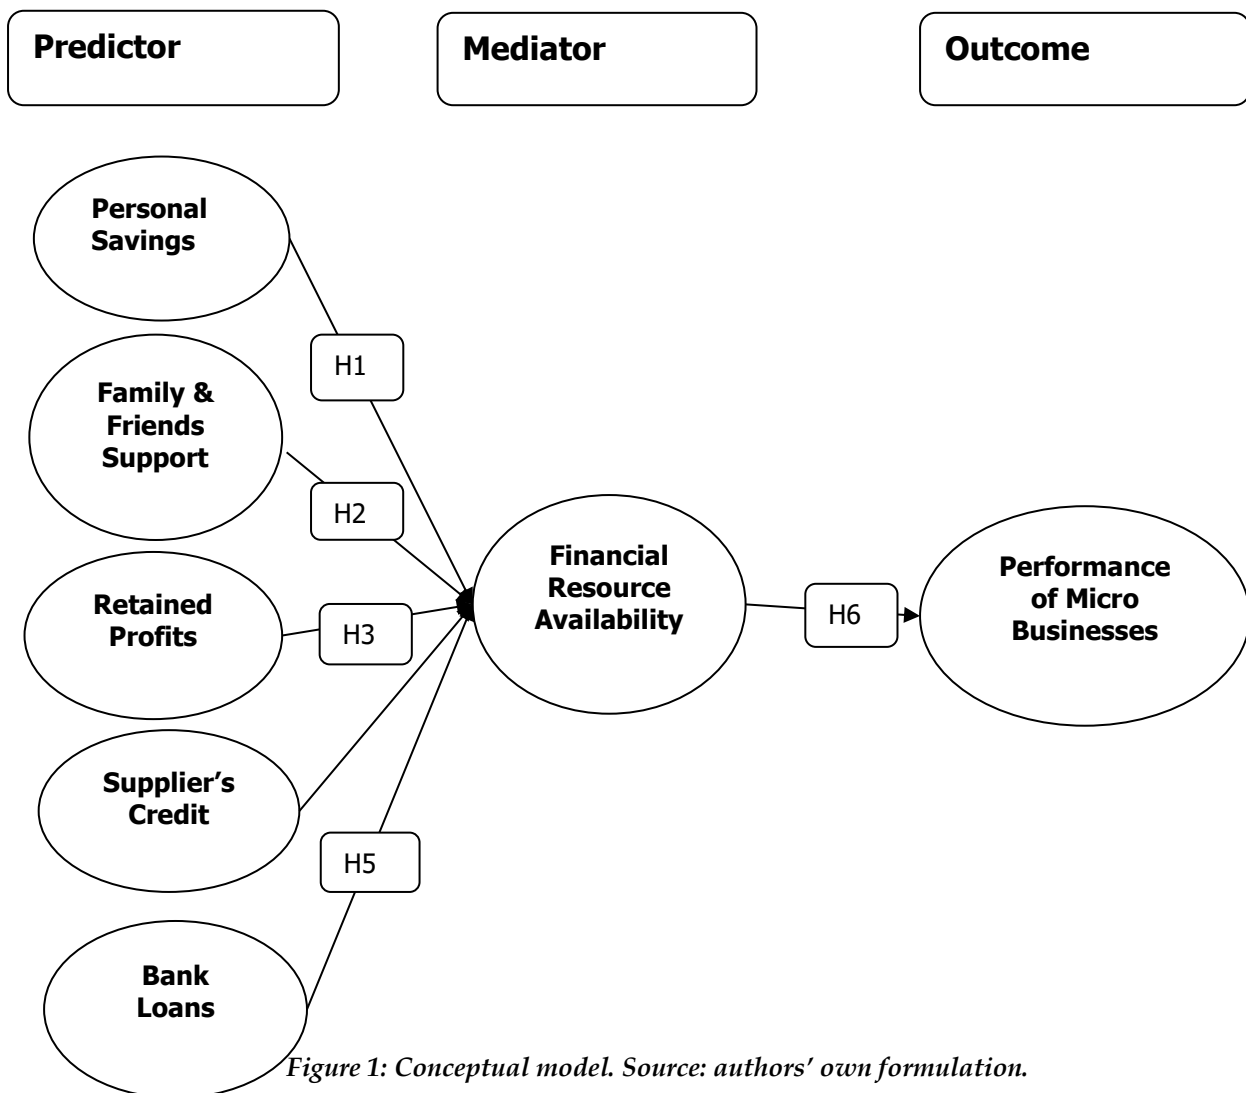 Predictor
Mediator
Outcome
Personal
Savings
H1
Family &
Friends
Support
H2
Retained
Profits
H3
Supplier’s
Credit
H5
Bank
Loans
Financial
Resource
Availability
H6
Performance
of Micro
Businesses
Figure 1: Conceptual model. Source: authors’ own formulation.